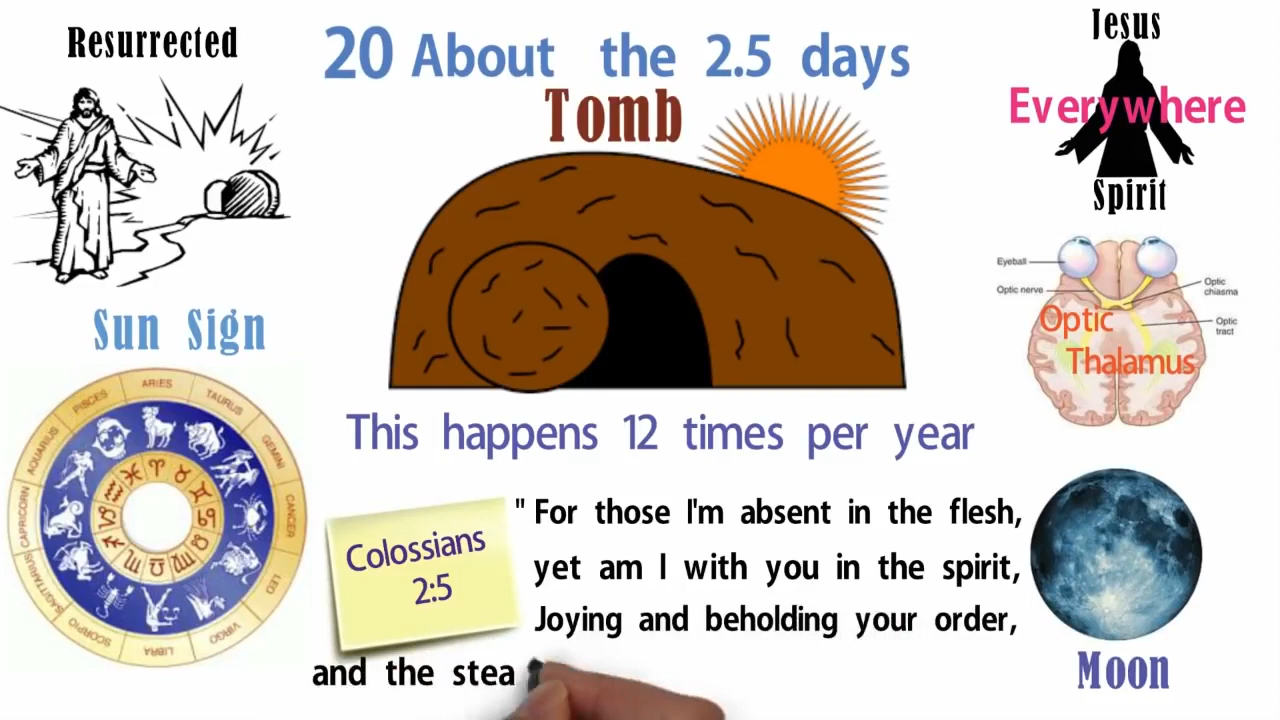 Resurrected
20 About the 2.5 days
Tomb
Jesus
Everywhere
Spirit
Eyeball
Optic nerve
Optic
chiasma
Optic
tract
Optic
Thalamus
Sun Sign
ARIES
TAURUS
GEMINI
CANCER
LEO
VIRGO
LIBRA
SCORPIO
SAGITTARIUS
CAPRICORN
AQUARIUS
PISCES
This happens 12 times per year
Colossians
2:5
" For those I'm absent in the flesh,
yet am I with you in the spirit,
Joying and beholding your order,
and the stea
Moon